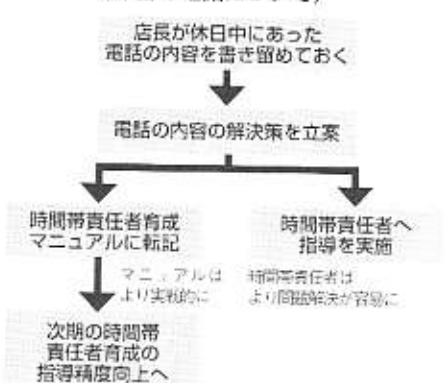 店長が休日中にあった
電話の内容を書き留めておく
電話の内容の解決策を立案
時間帯責任者育成
マニュアルに転記
時間帯責任者へ
指導を実施
マニュアルは
より実戦的に
時間帯責任者は
より問題解決が容易に
次期の時間帯
責任者育成の
指導精度向上へ